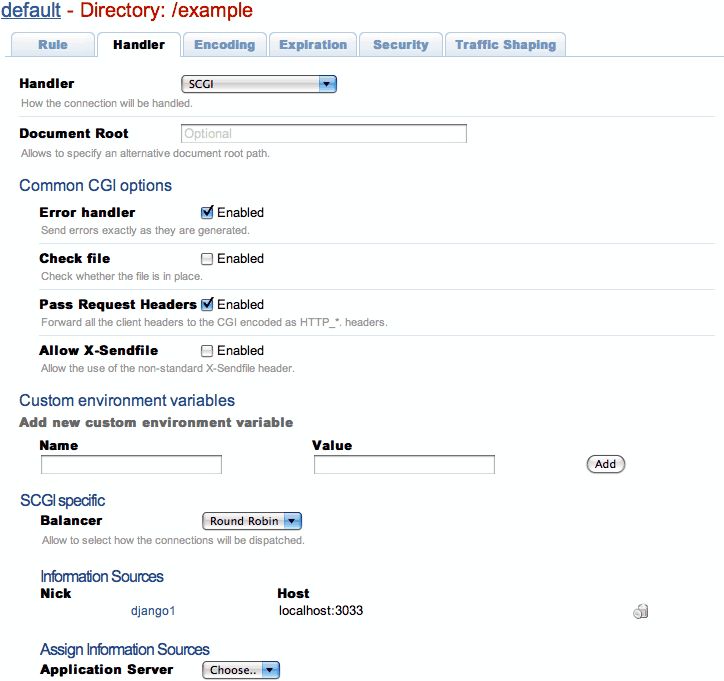 default - Directory: /example
Rule Handler Encoding Expiration Security Traffic Shaping
Handler SCGI
How the connection will be handled.
Document Root Optional
Allows to specify an alternative document root path.
Common CGI options
Error handler Enabled
Send errors exactly as they are generated.
Check file Enabled
Check whether the file is in place.
Pass Request Headers Enabled
Forward all the client headers to the CGI encoded as HTTP_*. headers.
Allow X-Sendfile Enabled
Allow the use of the non-standard X-Sendfile header.
Custom environment variables
Add new custom environment variable
Name Value
Add
SCGI specific
Balancer Round Robin
Allow to select how the connections will be dispatched.
Information Sources
Nick Host
django1 localhost:3033
Assign Information Sources
Application Server Choose..